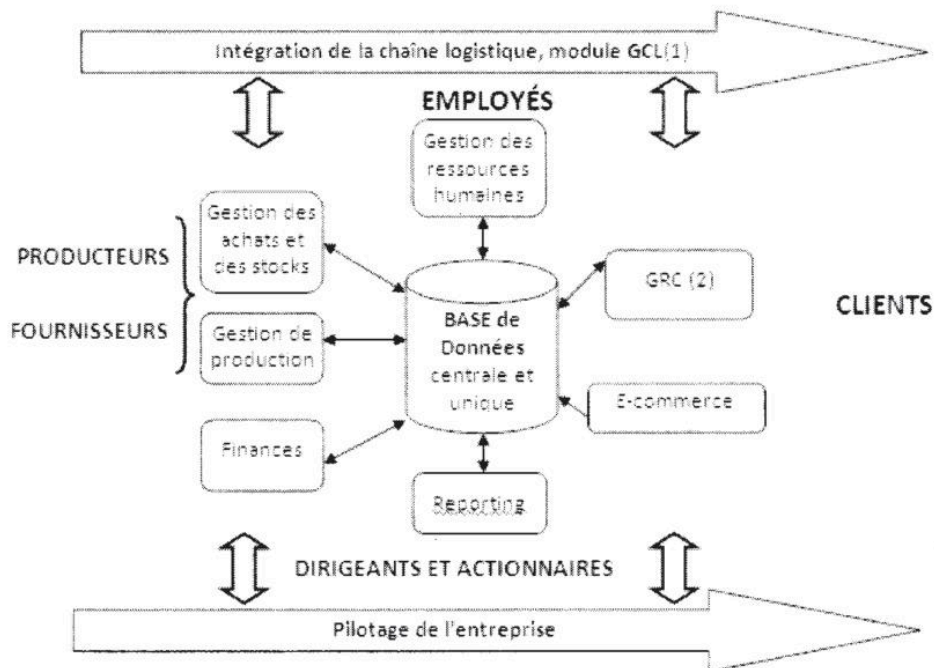 Intégration de la chaîne logistique, module GCL(1)
EMPLOYÉS
Gestion des
ressources
humaines
Gestion des
achats et
des stocks
PRODUCTEURS
FOURNISSEURS
Gestion de
production
Finances
BASE de
Données
centrale et
unique
GRC (2)
CLIENTS
E-commerce
Reporting
DIRIGEANTS ET ACTIONNAIRES
Pilotage de l'entreprise